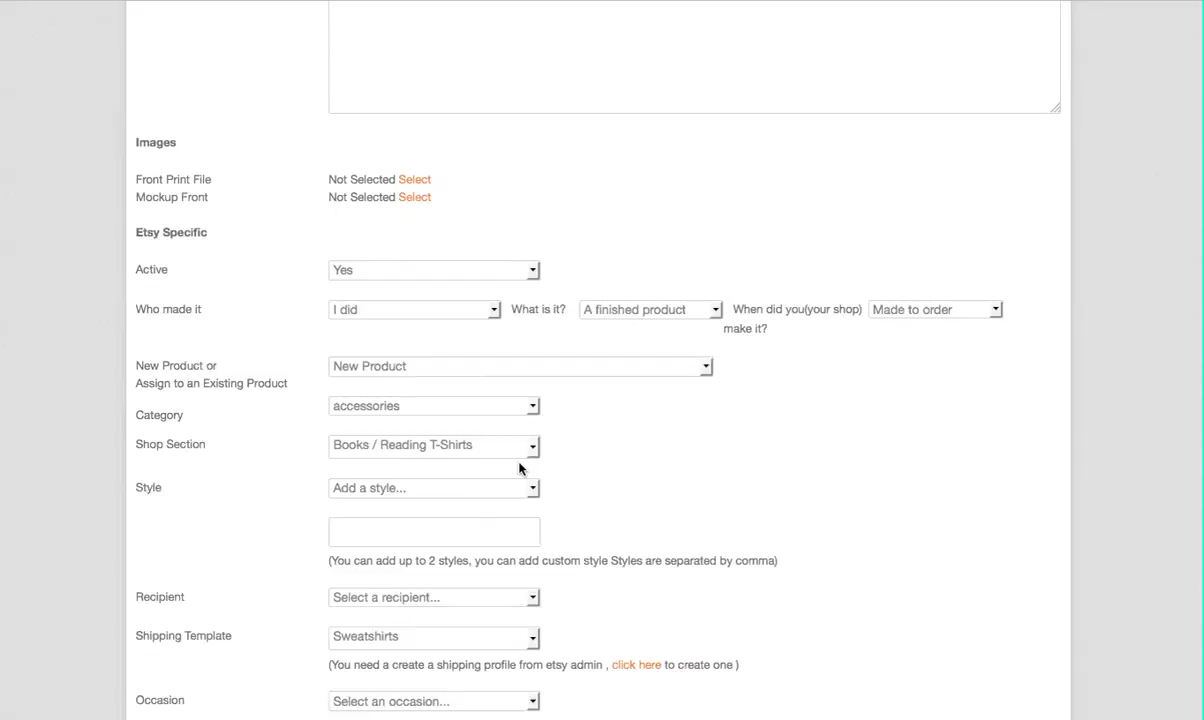 Images
Front Print File Not Selected Select
Mockup Front Not Selected Select
Etsy Specific
Active Yes
Who made it I did What is it? A finished product When did you(your shop) Made to order
make it?
New Product or New Product
Assign to an Existing Product
Category accessories
Shop Section Books / Reading T-Shirts
Style Add a style...
(You can add up to 2 styles, you can add custom style Styles are separated by comma)
Recipient Select a recipient...
Shipping Template Sweatshirts
(You need a create a shipping profile from etsy admin , click here to create one )
Occasion Select an occasion...